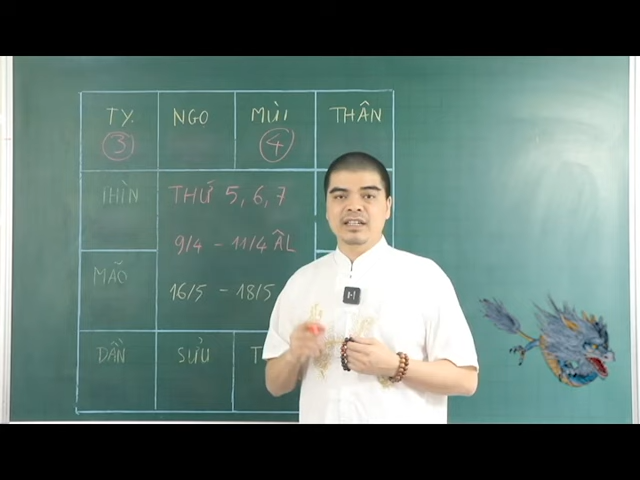 TỴ NGỌ MÙI THÂN
3 4
THÌN THỨ 5, 6, 7
9/4 - 11/4 ÂL
MÃO
16/5 - 18/5
DẦN SỬU T